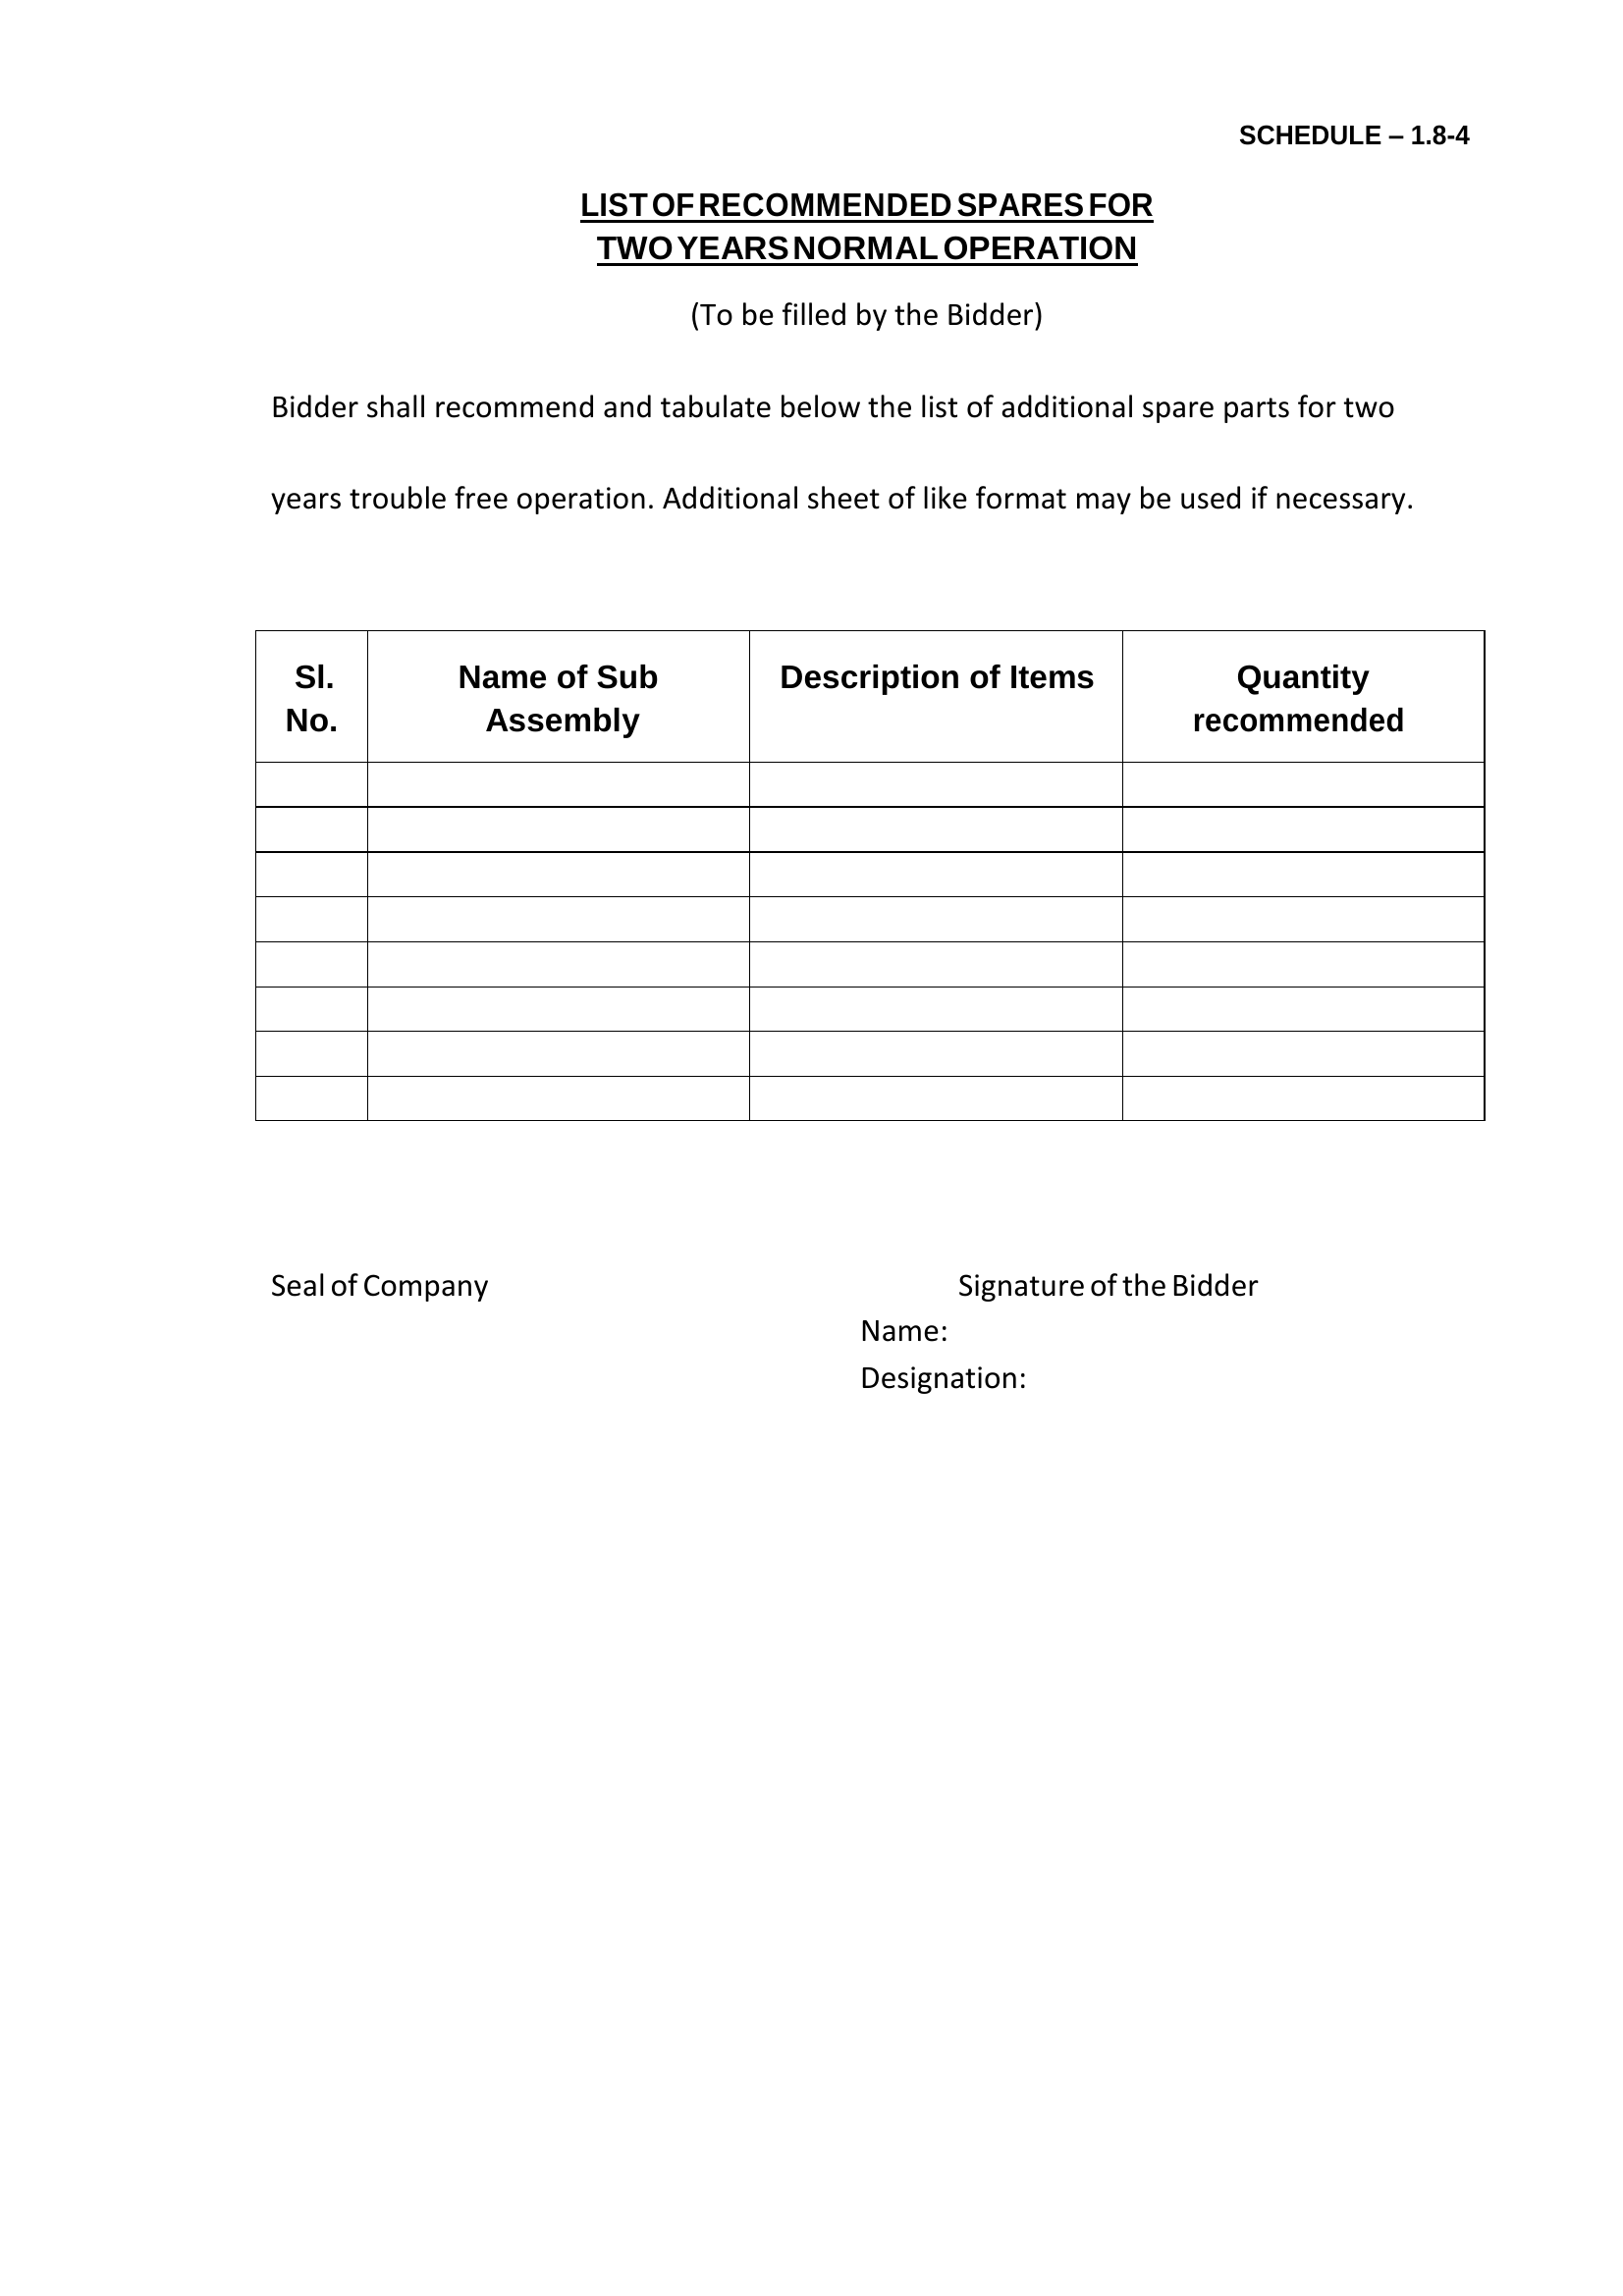 SCHEDULE – 1.8-4
LIST OF RECOMMENDED SPARES FOR
TWO YEARS NORMAL OPERATION
(To be filled by the Bidder)
Bidder shall recommend and tabulate below the list of additional spare parts for two
years trouble free operation. Additional sheet of like format may be used if necessary.
Sl. No.
Name of Sub Assembly
Description of Items
Quantity recommended
Seal of Company
Signature of the Bidder
Name:
Designation: